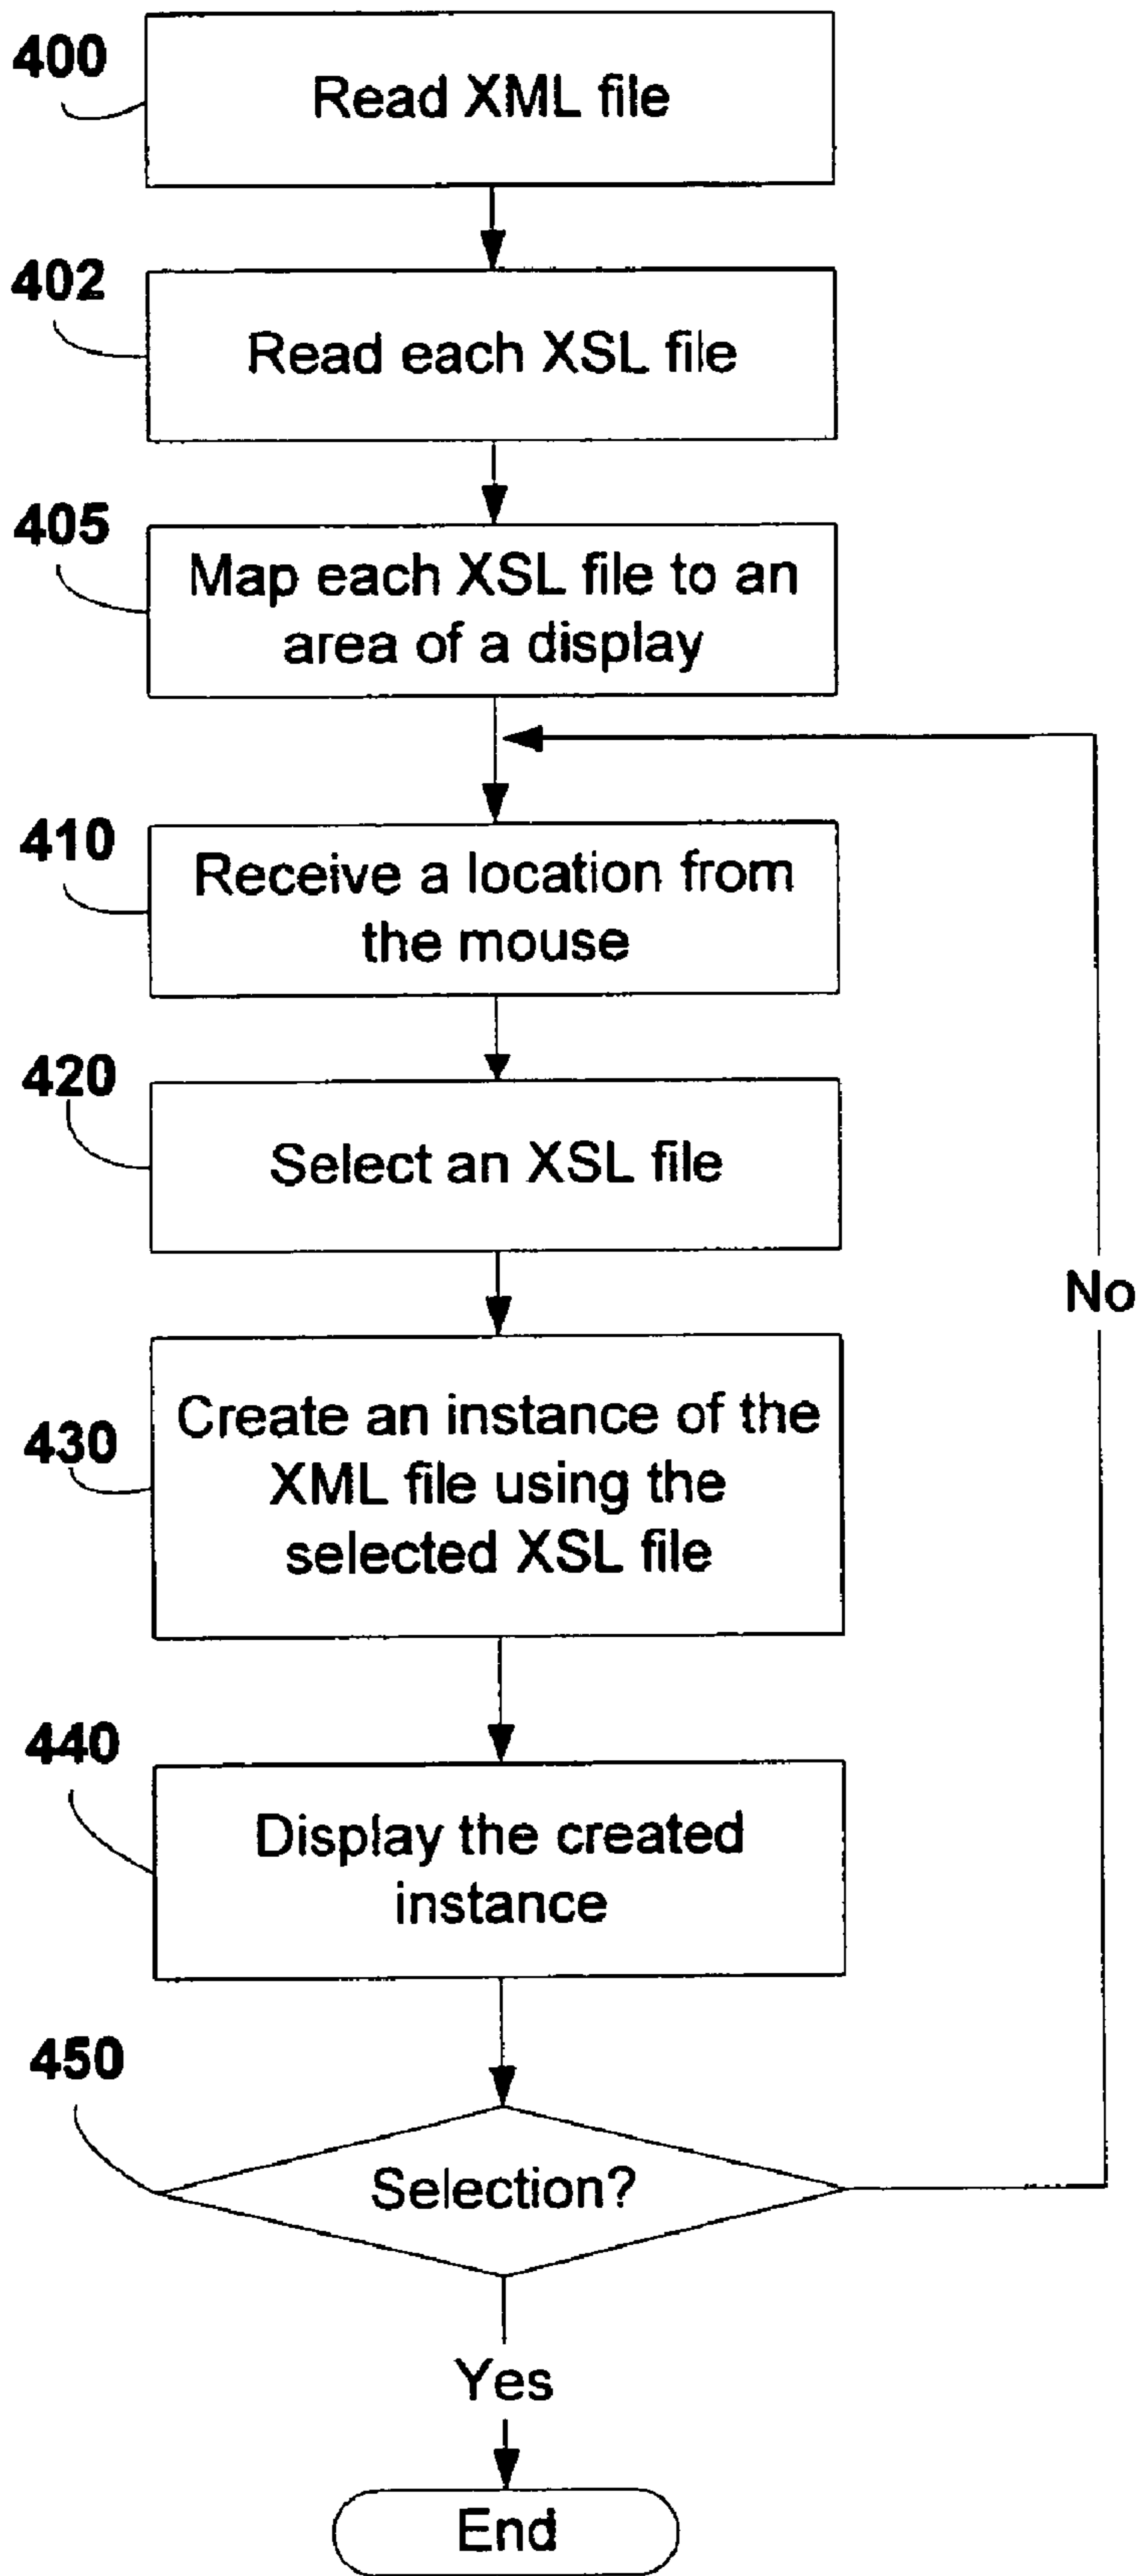 400
Read XML file
402
Read each XSL file
405
Map each XSL file to an
area of a display
410
Receive a location from
the mouse
420
Select an XSL file
No
430
Create an instance of the
XML file using the
selected XSL file
440
Display the created
instance
450
Selection?
Yes
End